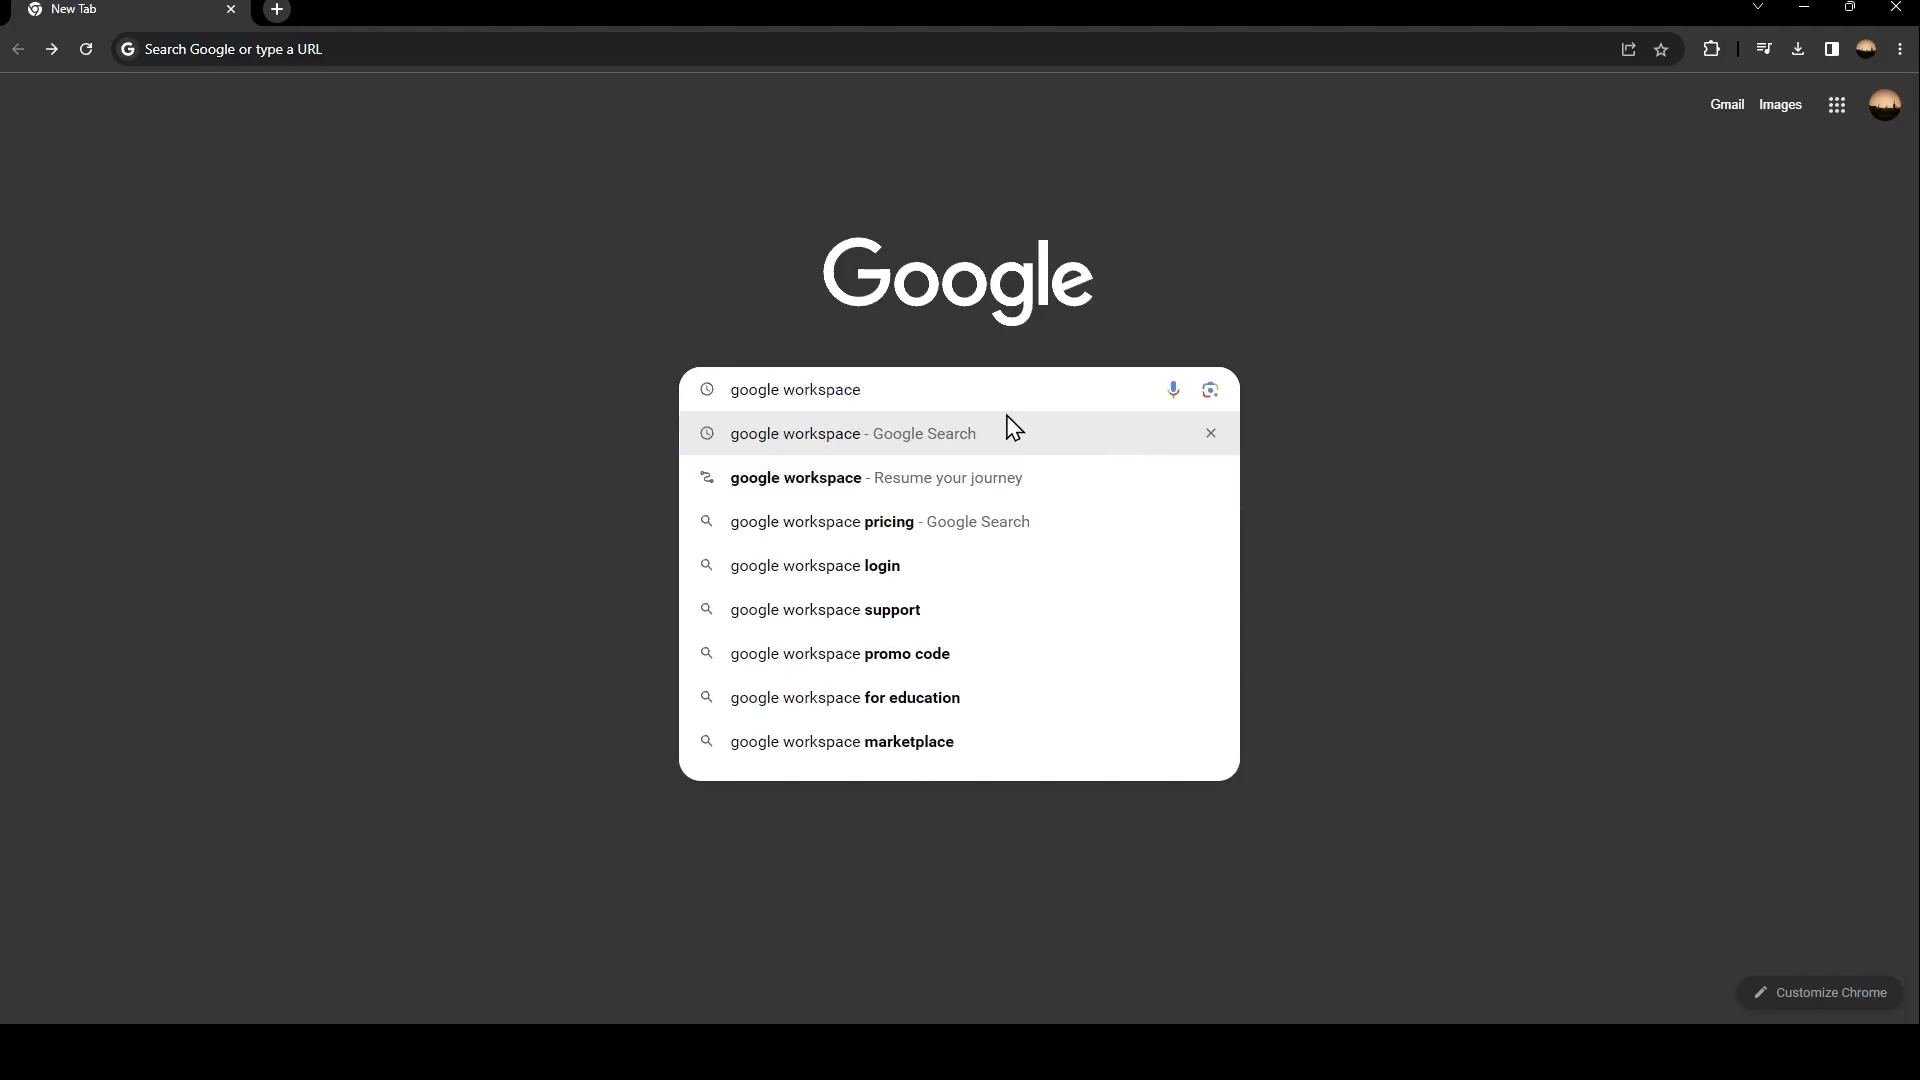 New Tab
Search Google or type a URL
Gmail Images
Google
google workspace
google workspace - Google Search
google workspace - Resume your journey
google workspace pricing - Google Search
google workspace login
google workspace support
google workspace promo code
google workspace for education
google workspace marketplace
Customize Chrome